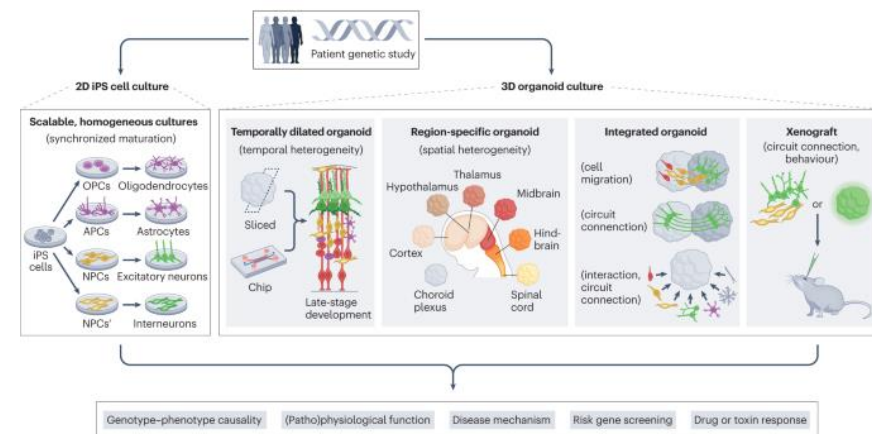 Patient genetic study
2D iPS cell culture
3D organoid culture
Scalable, homogeneous cultures
(synchronized maturation)
OPCs
Oligodendrocytes
APCs
Astrocytes
iPS
cells
NPCs
Excitatory neurons
NPCs'
Interneurons
Temporally dilated organoid
(temporal heterogeneity)
Sliced
Chip
Late-stage
development
Region-specific organoid
(spatial heterogeneity)
Thalamus
Hypothalamus
Midbrain
Hind-
brain
Cortex
Choroid
plexus
Spinal
cord
Integrated organoid
(cell
migration)
(circuit
connenction)
(interaction,
circuit
connection)
Xenograft
(circuit connection,
behaviour)
or
Genotype–phenotype causality
(Patho)physiological function
Disease mechanism
Risk gene screening
Drug or toxin response